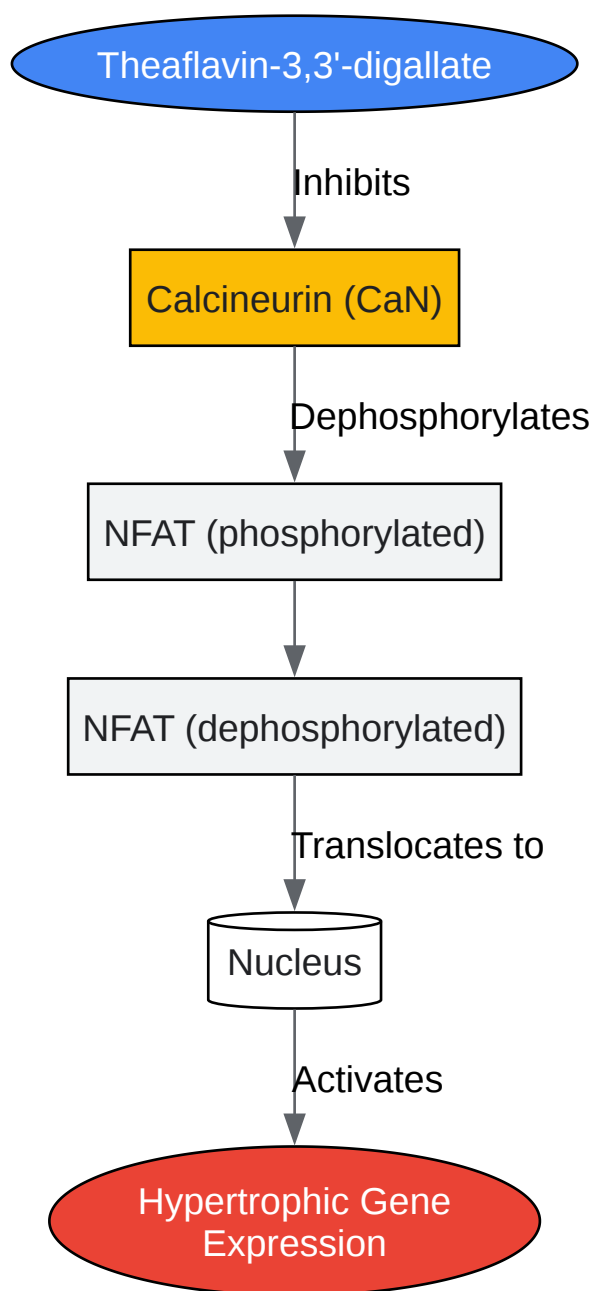 Theaflavin-3,3'-digallate
Inhibits
Calcineurin (CaN)
Dephosphorylates
NFAT (phosphorylated)
NFAT (dephosphorylated)
Translocates to
Nucleus
Activates
Hypertrophic Gene
Expression